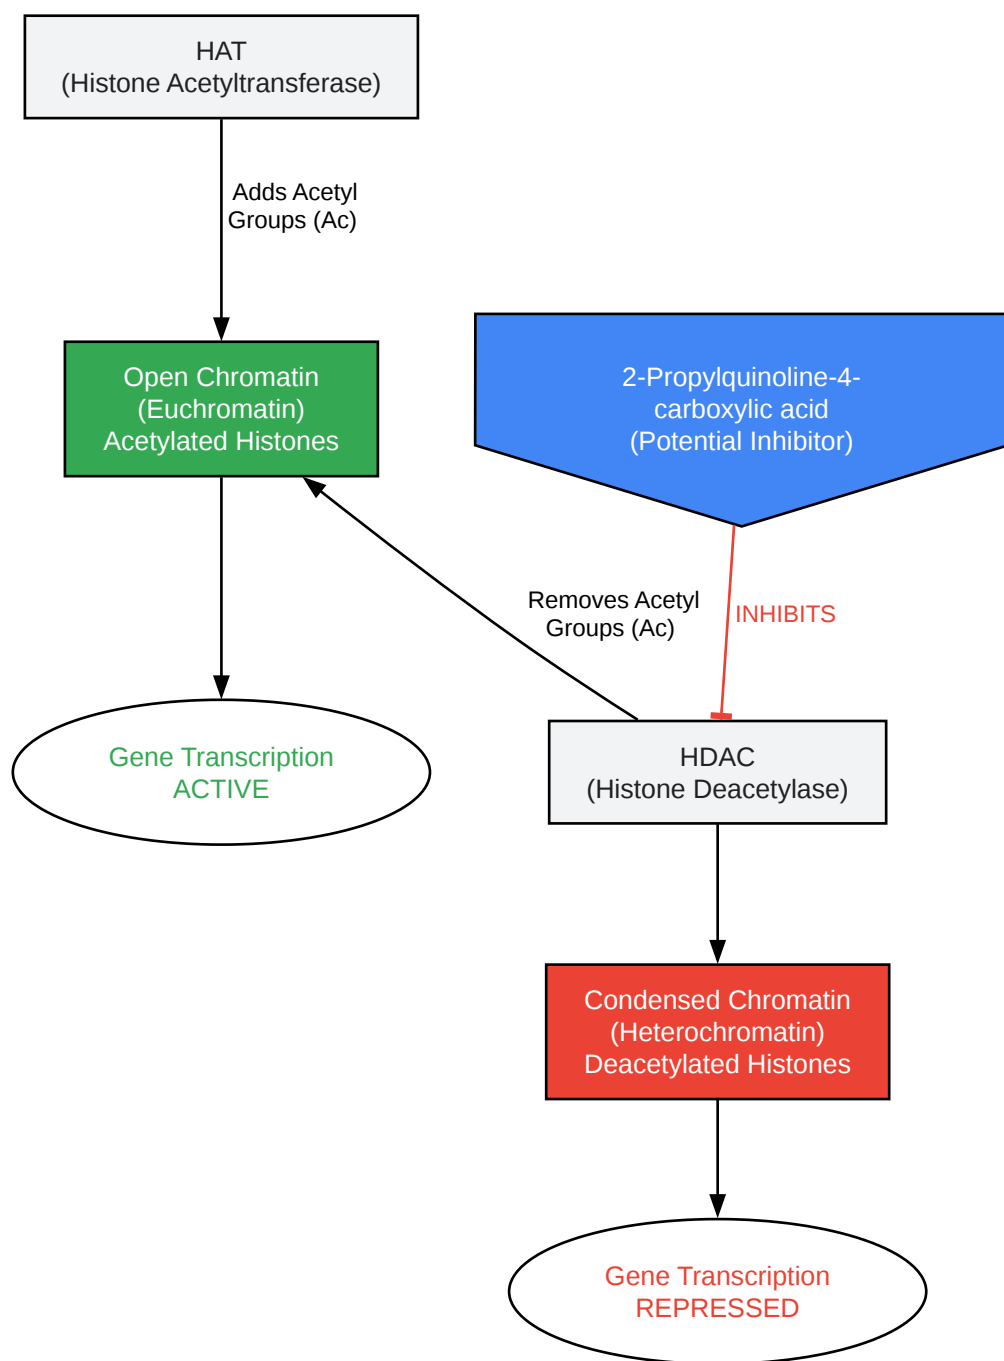 HAT
(Histone Acetyltransferase)
Adds Acetyl
Groups (Ac)
Open Chromatin
(Euchromatin)
Acetylated Histones
2-Propylquinoline-4-
carboxylic acid
(Potential Inhibitor)
Removes Acetyl
Groups (Ac)
INHIBITS
HDAC
(Histone Deacetylase)
Gene Transcription
ACTIVE
Condensed Chromatin
(Heterochromatin)
Deacetylated Histones
Gene Transcription
REPRESSED